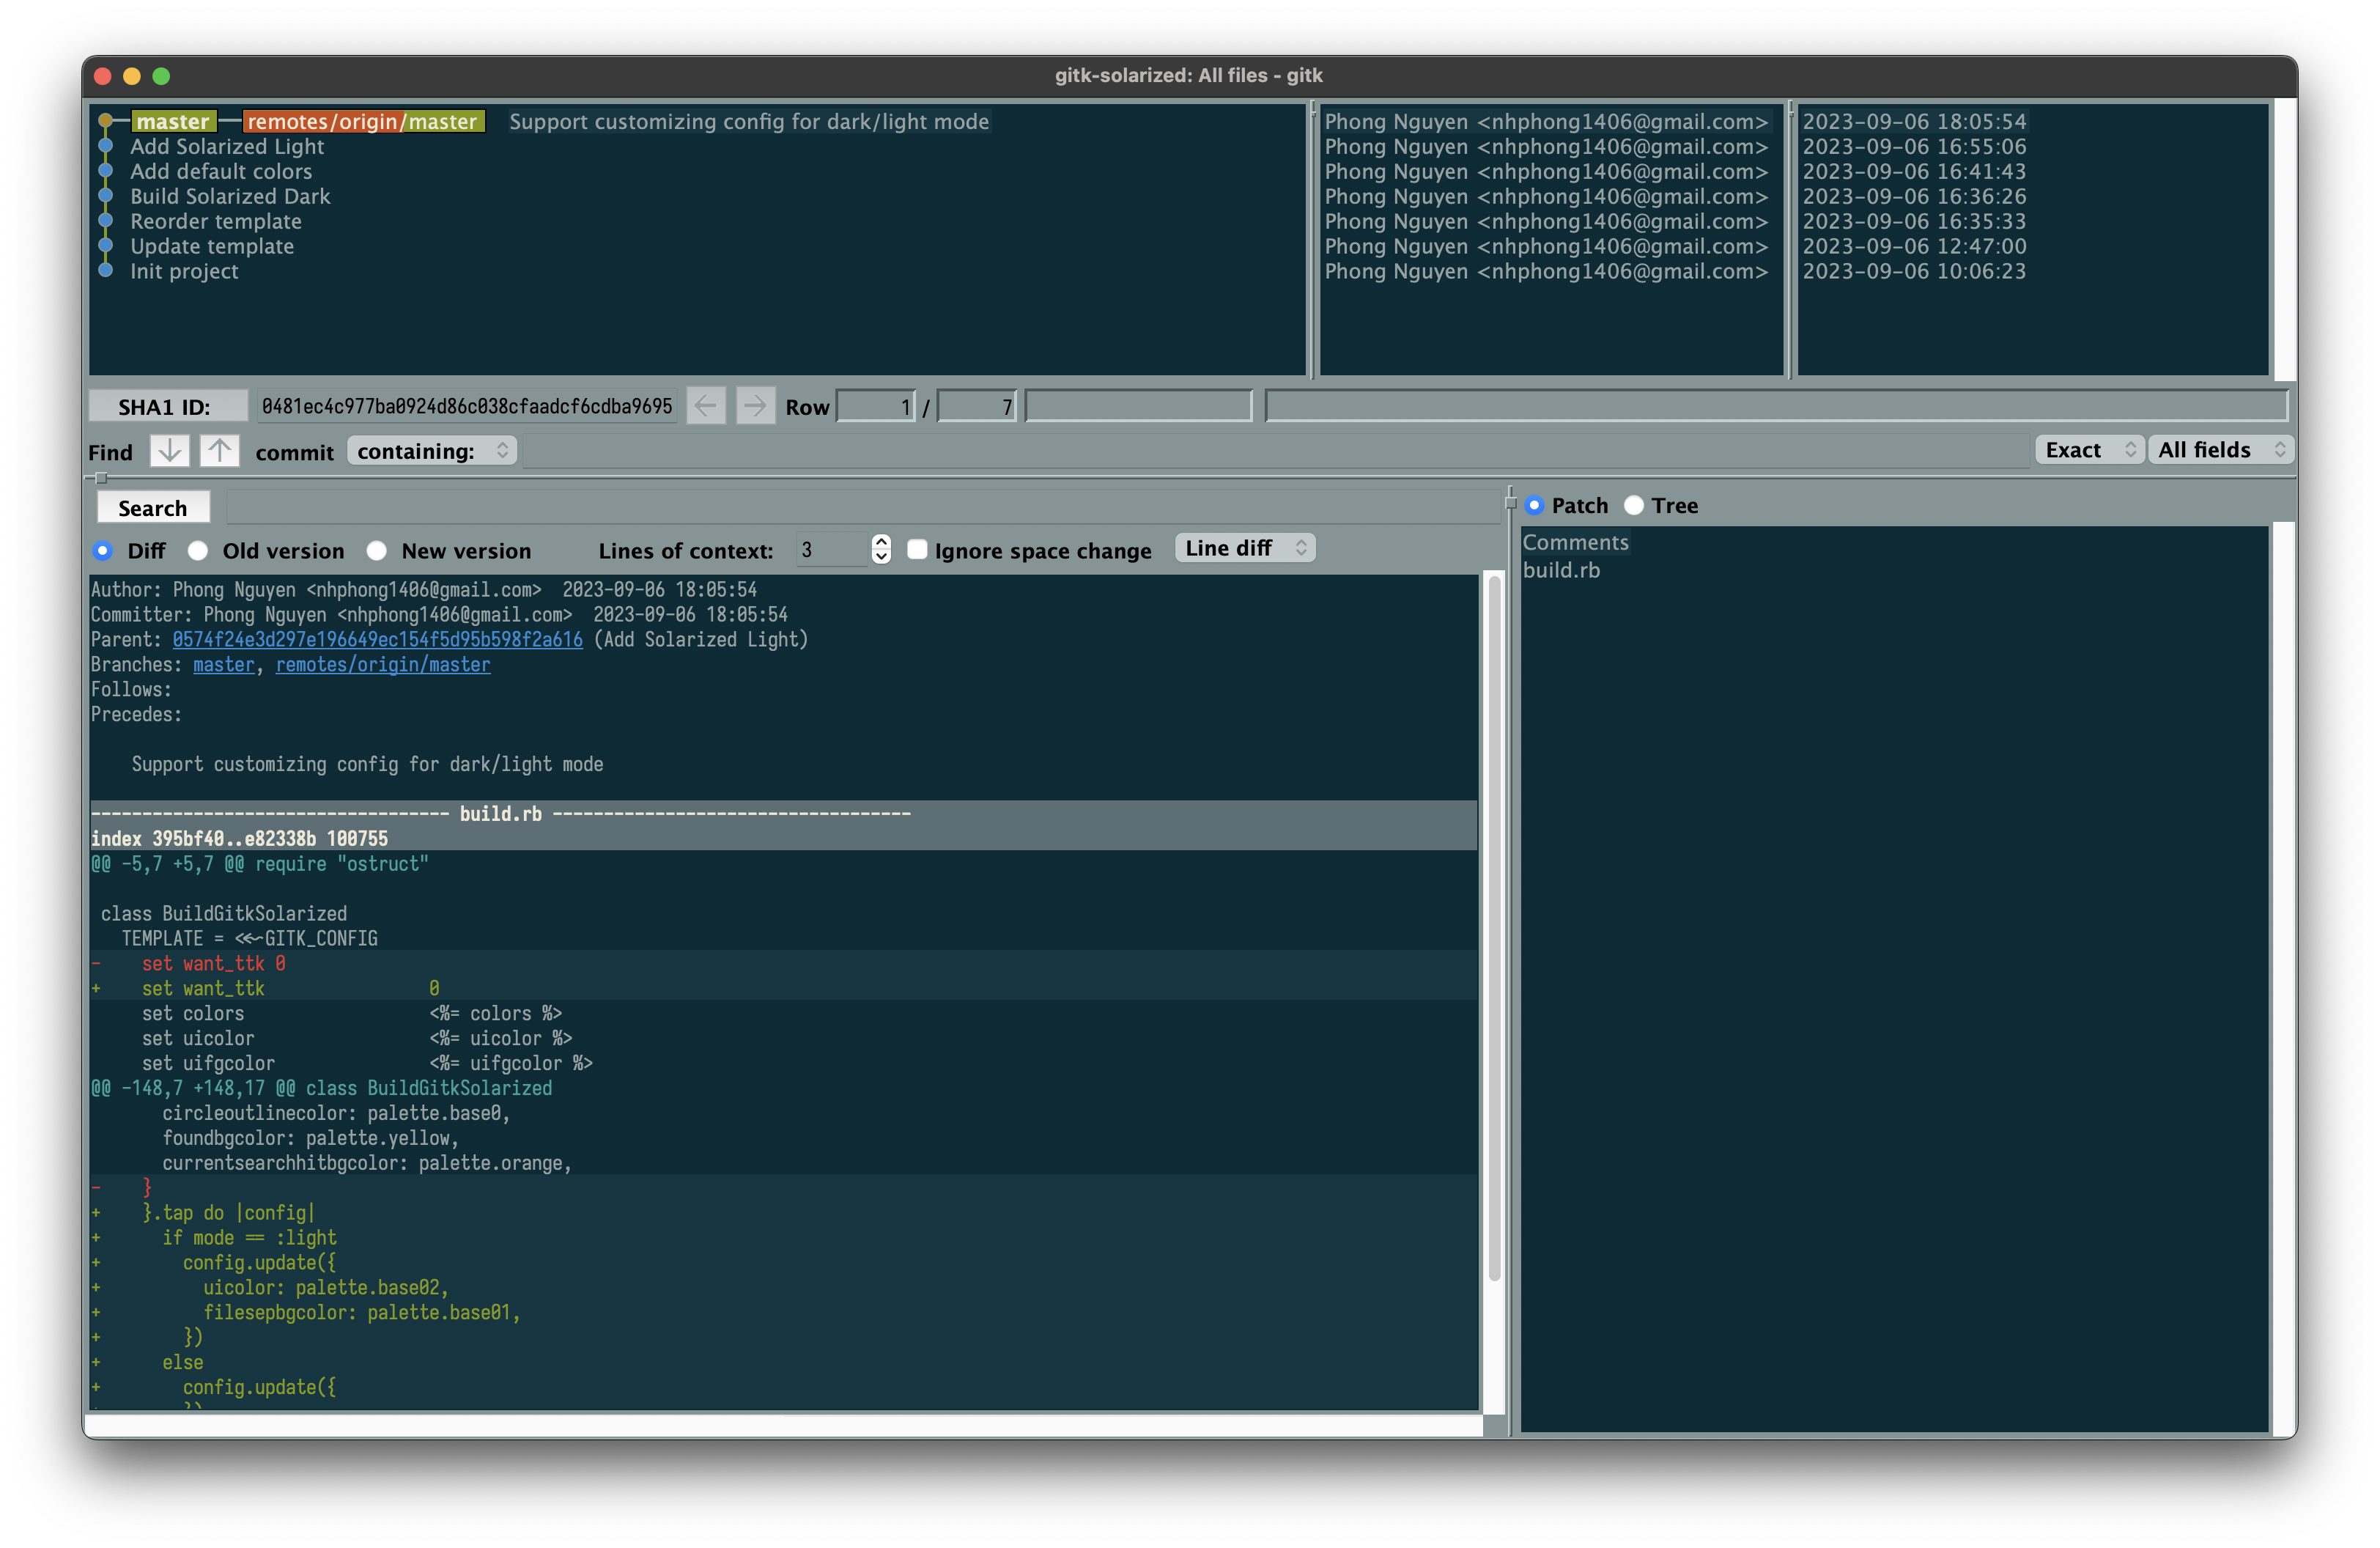 gitk-solarized: All files - gitk
master remotes/origin/master Support customizing config for dark/light mode Phong Nguyen <nhphong1406@gmail.com> 2023-09-06 18:05:54
Add Solarized Light Phong Nguyen <nhphong1406@gmail.com> 2023-09-06 16:55:06
Add default colors Phong Nguyen <nhphong1406@gmail.com> 2023-09-06 16:41:43
Build Solarized Dark Phong Nguyen <nhphong1406@gmail.com> 2023-09-06 16:36:26
Reorder template Phong Nguyen <nhphong1406@gmail.com> 2023-09-06 16:35:33
Update template Phong Nguyen <nhphong1406@gmail.com> 2023-09-06 12:47:00
Init project Phong Nguyen <nhphong1406@gmail.com> 2023-09-06 10:06:23
SHA1 ID: 0481ec4c977ba0924d86c038cfaadcf6cdba9695 Row 1 / 7
Find commit containing: Exact All fields
Search
Diff Old version New version Lines of context: 3 Ignore space change Line diff
Author: Phong Nguyen <nhphong1406@gmail.com>  2023-09-06 18:05:54
Committer: Phong Nguyen <nhphong1406@gmail.com>  2023-09-06 18:05:54
Parent: 0574f24e3d297e196649ec154f5d95b598f2a616 (Add Solarized Light)
Branches: master, remotes/origin/master
Follows:
Precedes:
    Support customizing config for dark/light mode
----------------------------------- build.rb -----------------------------------
index 395bf40..e82338b 100755
@@ -5,7 +5,7 @@ require "ostruct"
 class BuildGitkSolarized
   TEMPLATE = <<~GITK_CONFIG
-    set want_ttk 0
+    set want_ttk                0
     set colors                  <%= colors %>
     set uicolor                 <%= uicolor %>
     set uifgcolor               <%= uifgcolor %>
@@ -148,7 +148,17 @@ class BuildGitkSolarized
       circleoutlinecolor: palette.base0,
       foundbgcolor: palette.yellow,
       currentsearchhitbgcolor: palette.orange,
-    }
+    }.tap do |config|
+      if mode == :light
+        config.update({
+          uicolor: palette.base02,
+          filesepbgcolor: palette.base01,
+        })
+      else
+        config.update({
Patch Tree
Comments
build.rb